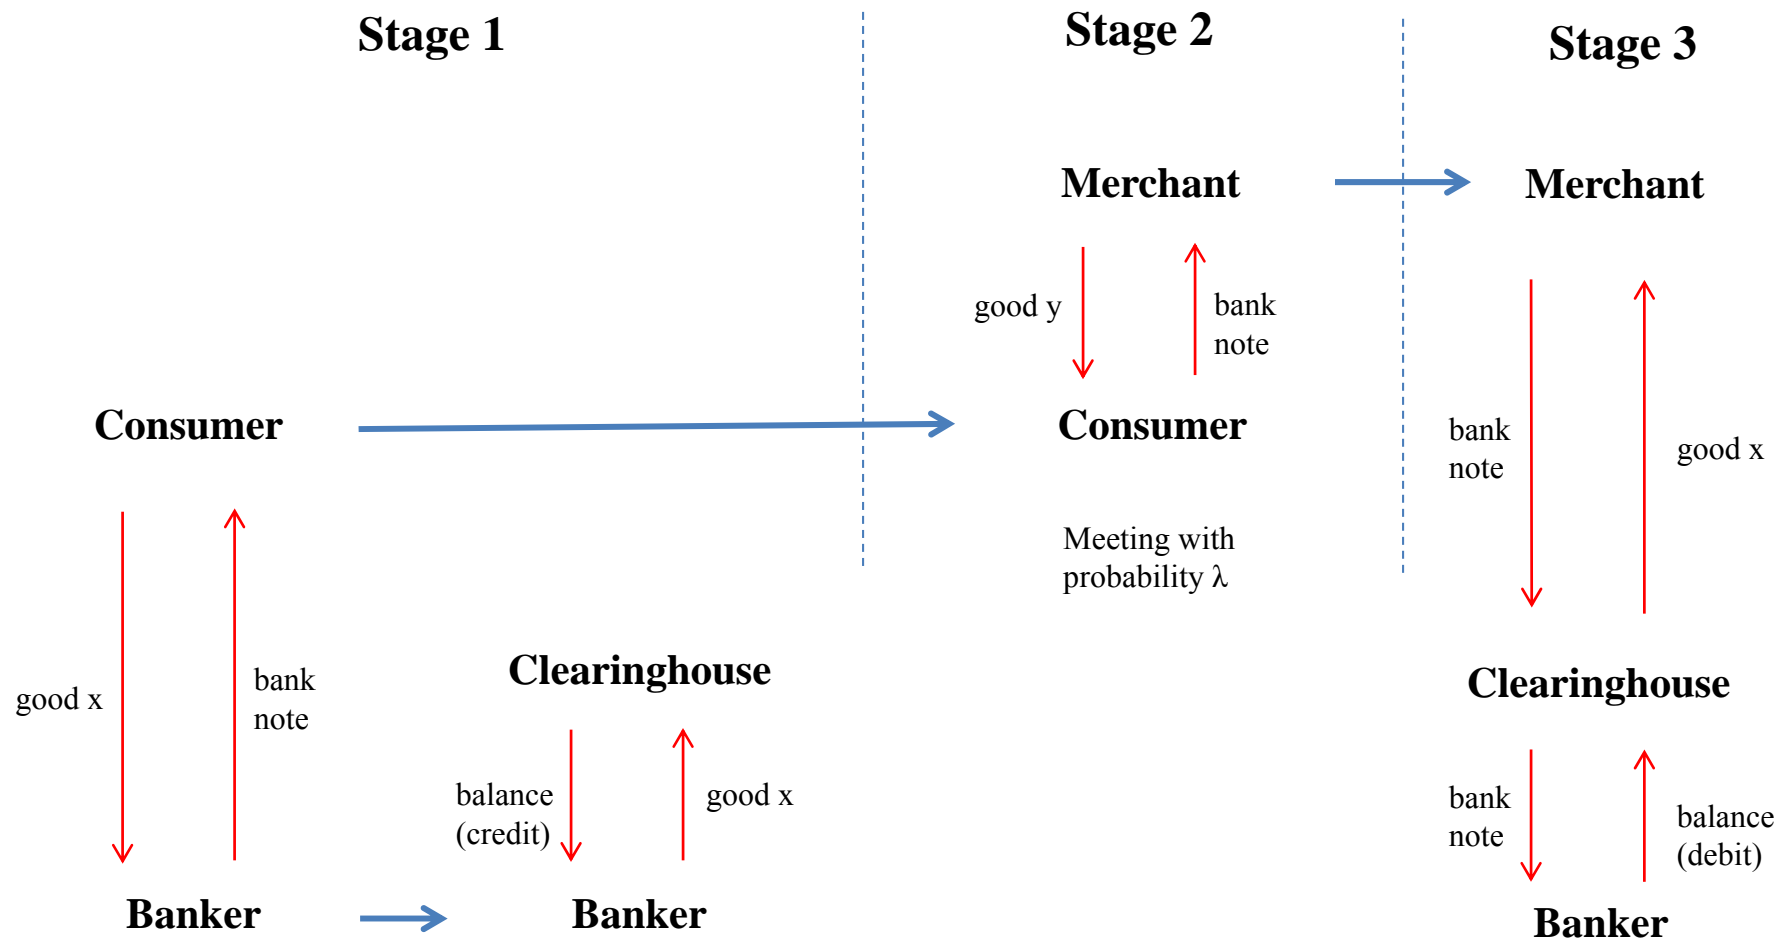 Stage 1
Stage 2
Stage 3
Consumer
good x
bank
note
Banker
Clearinghouse
balance
(credit)
good x
Banker
Merchant
good y
bank
note
Consumer
Meeting with
probability λ
Merchant
bank
note
good x
Clearinghouse
bank
note
balance
(debit)
Banker